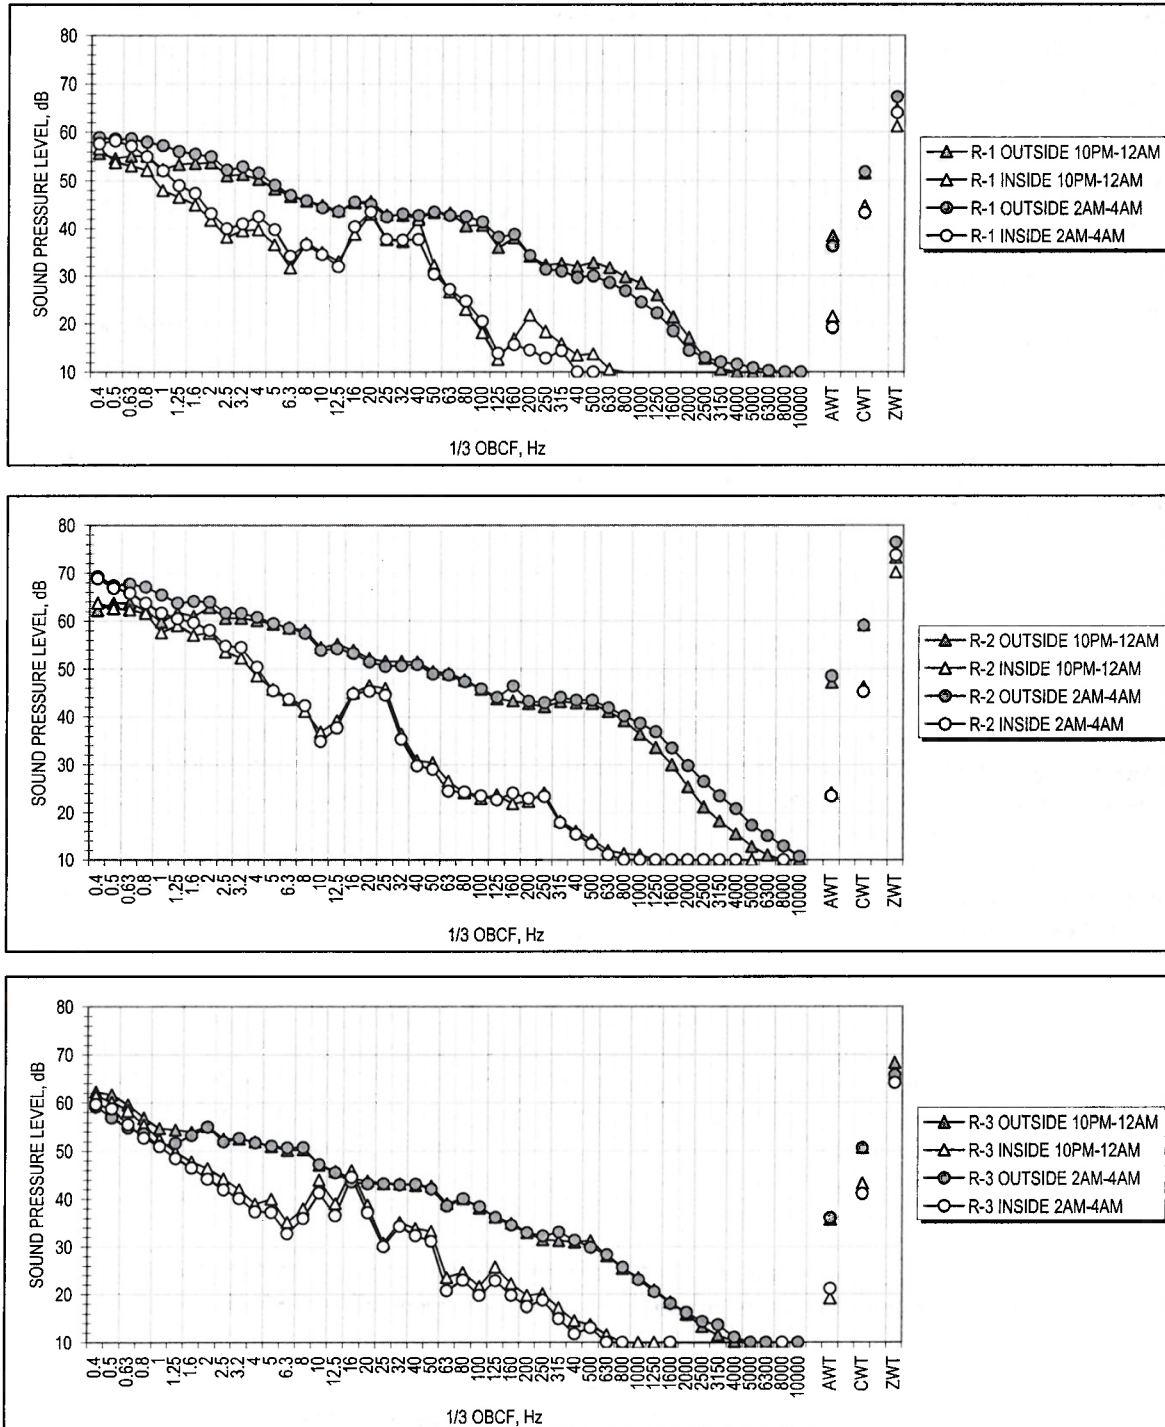 80
70
60
50
40
30
20
10
SOUND PRESSURE LEVEL, dB
0.4 0.5 0.63 0.8 1 1.25 1.6 2 2.5 3.2 4 5 6.3 8 10 12.5 16 20 25 32 40 50 63 80 100 125 160 200 250 315 40 500 630 800 1000 1250 1600 2000 2500 3150 4000 5000 6300 8000 10000 AWT CWT ZWT
1/3 OBCF, Hz
R-1 OUTSIDE 10PM-12AM
R-1 INSIDE 10PM-12AM
R-1 OUTSIDE 2AM-4AM
R-1 INSIDE 2AM-4AM
80
70
60
50
40
30
20
10
SOUND PRESSURE LEVEL, dB
0.4 0.5 0.63 0.8 1 1.25 1.6 2 2.5 3.2 4 5 6.3 8 10 12.5 16 20 25 32 40 50 63 80 100 125 160 200 250 315 40 500 630 800 1000 1250 1600 2000 2500 3150 4000 5000 6300 8000 10000 AWT CWT ZWT
1/3 OBCF, Hz
R-2 OUTSIDE 10PM-12AM
R-2 INSIDE 10PM-12AM
R-2 OUTSIDE 2AM-4AM
R-2 INSIDE 2AM-4AM
80
70
60
50
40
30
20
10
SOUND PRESSURE LEVEL, dB
0.4 0.5 0.63 0.8 1 1.25 1.6 2 2.5 3.2 4 5 6.3 8 10 12.5 16 20 25 32 40 50 63 80 100 125 160 200 250 315 40 500 630 800 1000 1250 1600 2000 2500 3150 4000 5000 6300 8000 10000 AWT CWT ZWT
1/3 OBCF, Hz
R-3 OUTSIDE 10PM-12AM
R-3 INSIDE 10PM-12AM
R-3 OUTSIDE 2AM-4AM
R-3 INSIDE 2AM-4AM